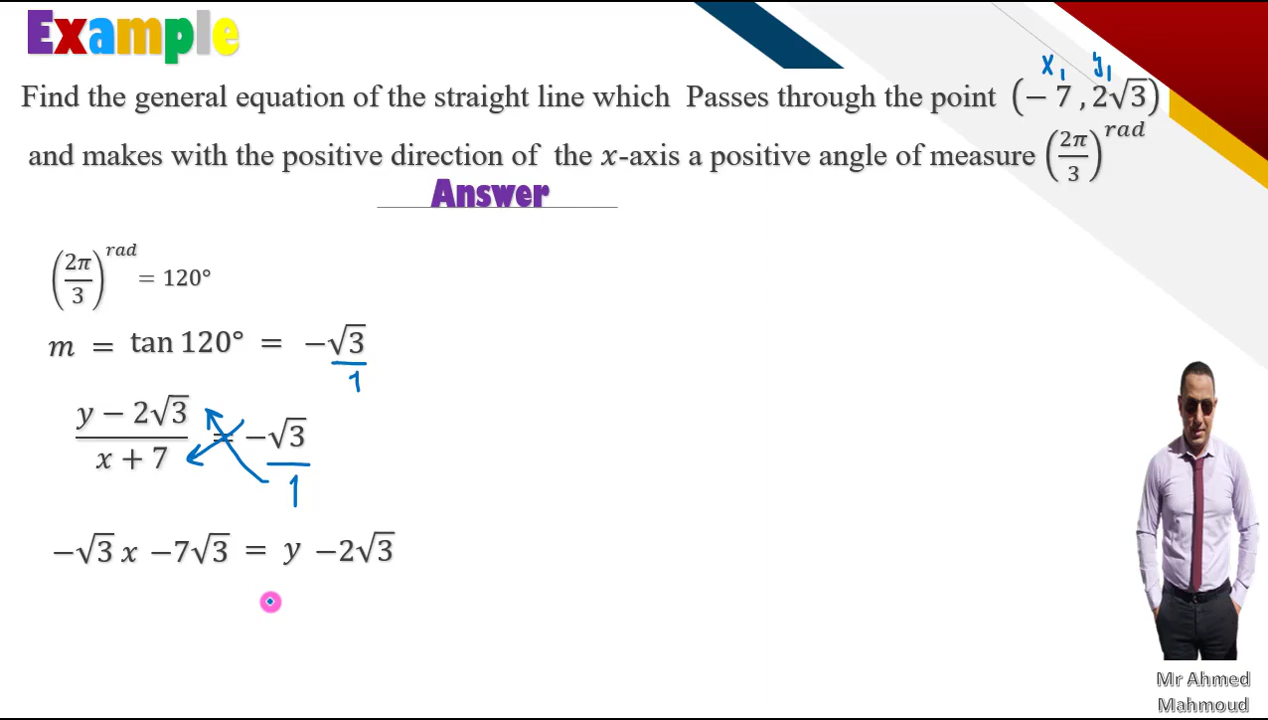 Example
x₁ y₁
Find the general equation of the straight line which Passes through the point (− 7 , 2√3)
and makes with the positive direction of the x-axis a positive angle of measure (2π/3)^rad
Answer
(2π/3)^rad = 120°
m = tan 120° = −√3/1
(y − 2√3)/(x + 7) = −√3/1
−√3 x −7√3 = y −2√3
Mr Ahmed
Mahmoud